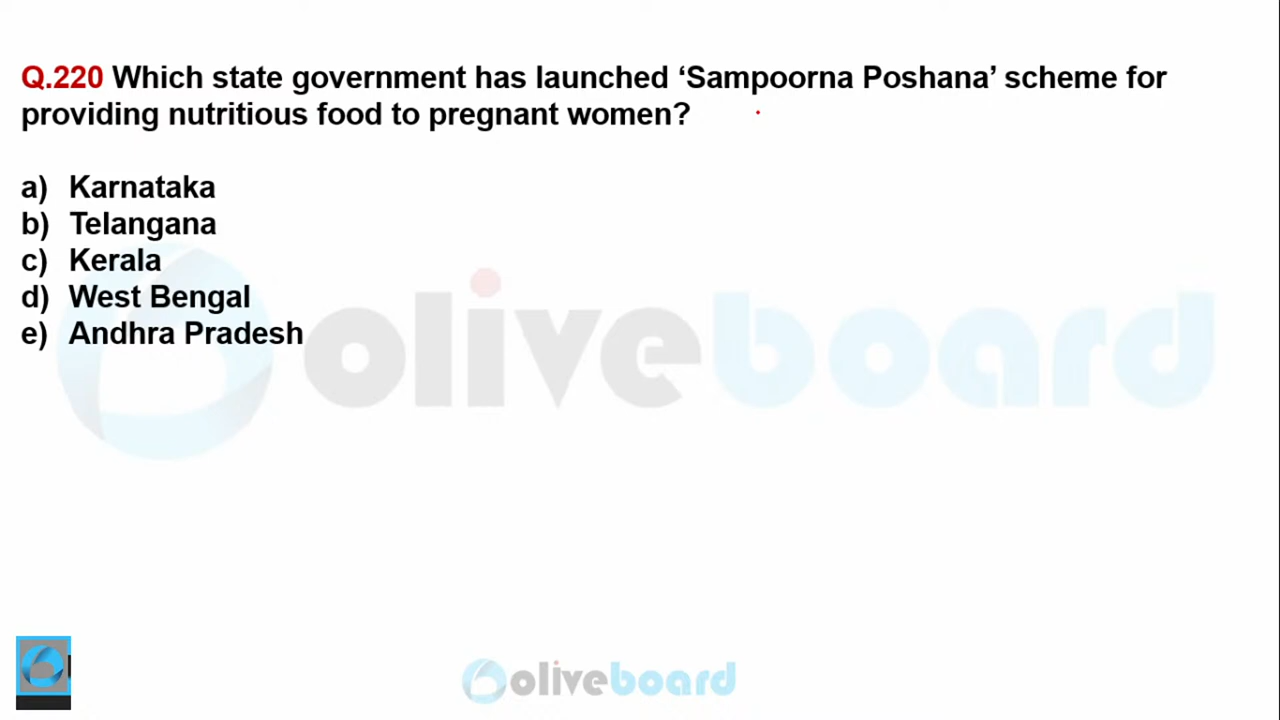 Q.220 Which state government has launched ‘Sampoorna Poshana’ scheme for
providing nutritious food to pregnant women?
a) Karnataka
b) Telangana
c) Kerala
d) West Bengal
e) Andhra Pradesh
oliveboard
oliveboard